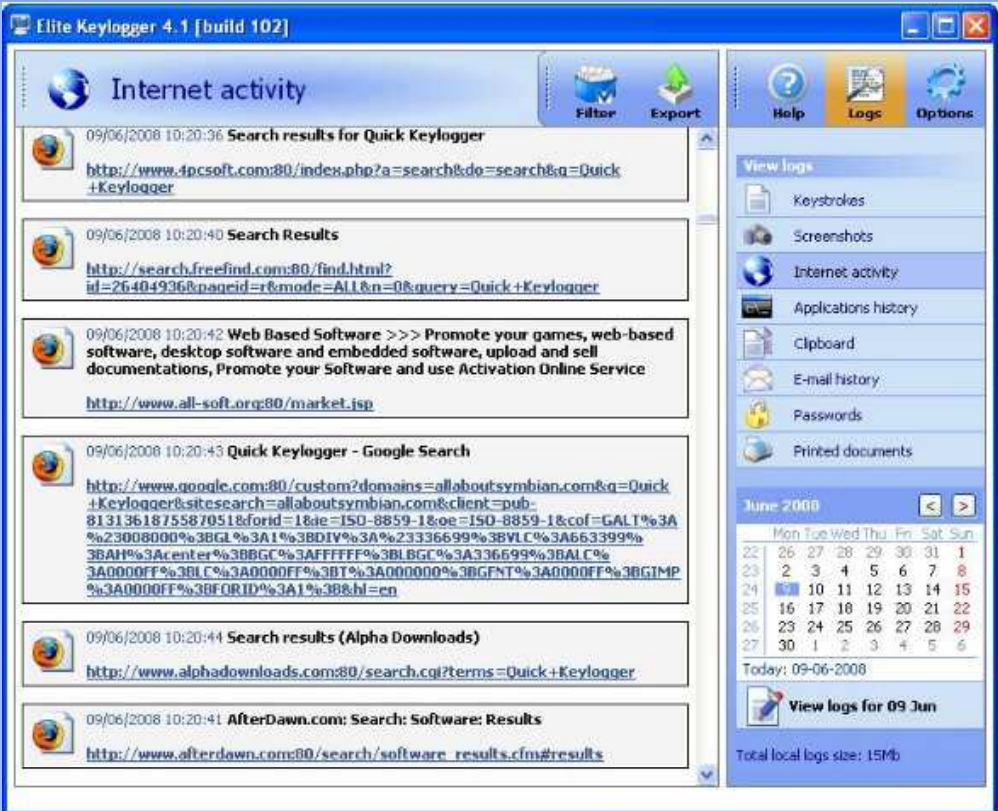 Elite Keylogger 4.1 [build 102]
Internet activity
Filter
Export
Help
Logs
Options
09/06/2008 10:20:36 Search results for Quick Keylogger
http://www.4pcsoft.com:80/index.php?a=search&do=search&q=Quick
+Keylogger
09/06/2008 10:20:40 Search Results
http://search.freefind.com:80/find.html?
id=26404936&pageid=r&mode=ALL&n=0&query=Quick+Keylogger
09/06/2008 10:20:42 Web Based Software >>> Promote your games, web-based
software, desktop software and embedded software, upload and sell
documentations, Promote your Software and use Activation Online Service
http://www.all-soft.org:80/market.jsp
09/06/2008 10:20:43 Quick Keylogger - Google Search
http://www.google.com:80/custom?domains=allaboutsymbian.com&q=Quick
+Keylogger&sitesearch=allaboutsymbian.com&client=pub-
8131361875587051&forid=1&ie=ISO-8859-1&oe=ISO-8859-1&cof=GALT%3A
%23008000%3BGL%3A1%3BDIV%3A%23336699%3BVLC%3A663399%
3BAH%3Acenter%3BBGC%3AFFFFFF%3BLBGC%3A336699%3BALC%
3A0000FF%3BLC%3A0000FF%3BT%3A000000%3BGFNT%3A0000FF%3BGIMP
%3A0000FF%3BFORID%3A1%3B&hl=en
09/06/2008 10:20:44 Search results (Alpha Downloads)
http://www.alphadownloads.com:80/search.cgi?terms=Quick+Keylogger
09/06/2008 10:20:41 AfterDawn.com: Search: Software: Results
http://www.afterdawn.com:80/search/software_results.cfm#results
View logs
Keystrokes
Screenshots
Internet activity
Applications history
Clipboard
E-mail history
Passwords
Printed documents
June 2008 < >
Mon Tue Wed Thu Fri Sat Sun
22 26 27 28 29 30 31 1
23 2 3 4 5 6 7 8
24 9 10 11 12 13 14 15
25 16 17 18 19 20 21 22
26 23 24 25 26 27 28 29
27 30 1 2 3 4 5 6
Today: 09-06-2008
View logs for 09 Jun
Total local logs size: 15Mb